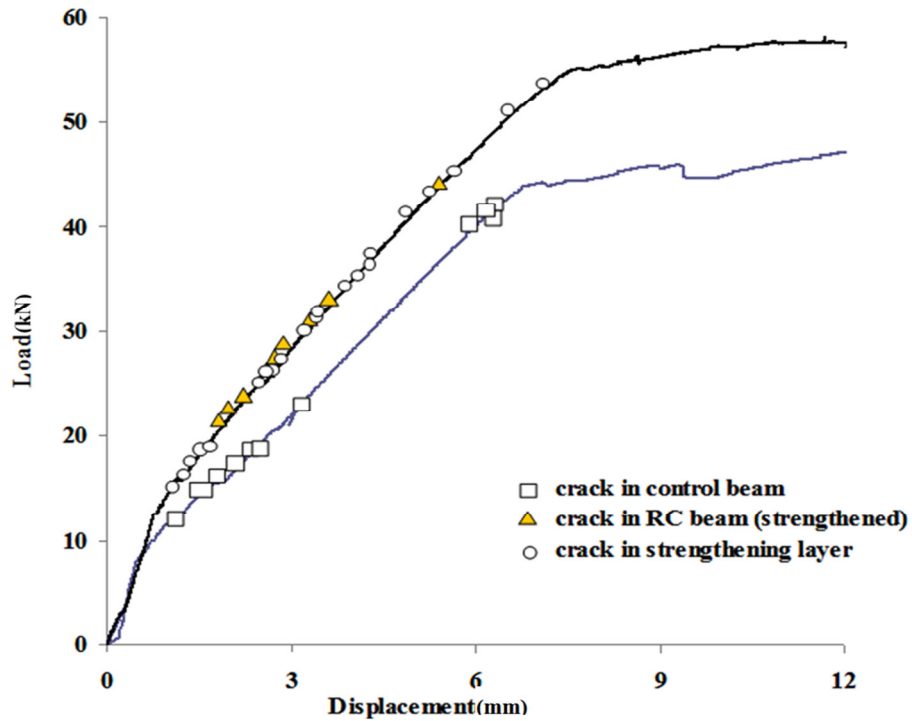 60
50
40
30
20
10
0
Load(kN)
crack in control beam
crack in RC beam (strengthened)
crack in strengthening layer
0 3 6 9 12
Displacement(mm)